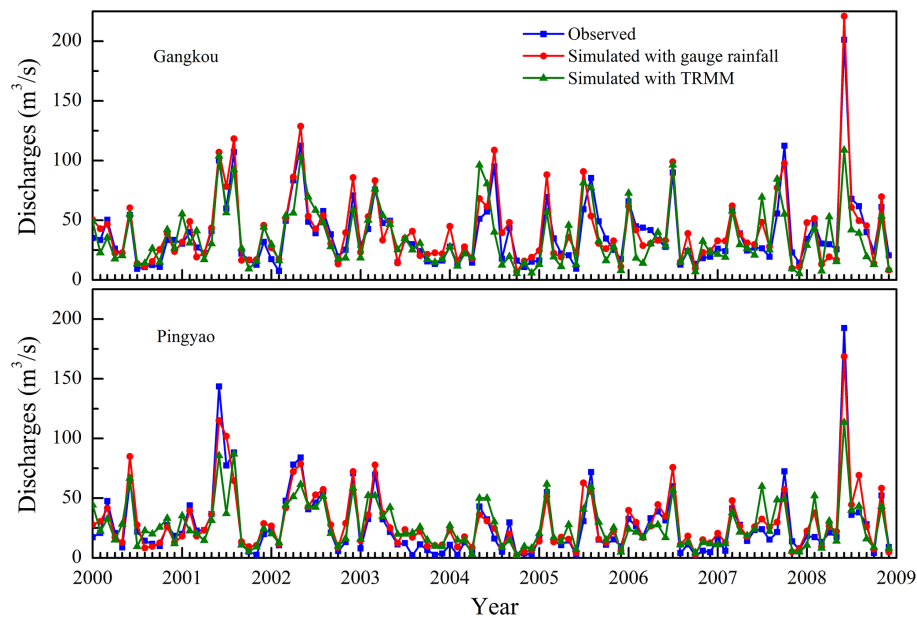 200
150
100
50
0
Discharges (m³/s)
Gangkou
Observed
Simulated with gauge rainfall
Simulated with TRMM
200
150
100
50
0
Discharges (m³/s)
Pingyao
2000 2001 2002 2003 2004 2005 2006 2007 2008 2009
Year